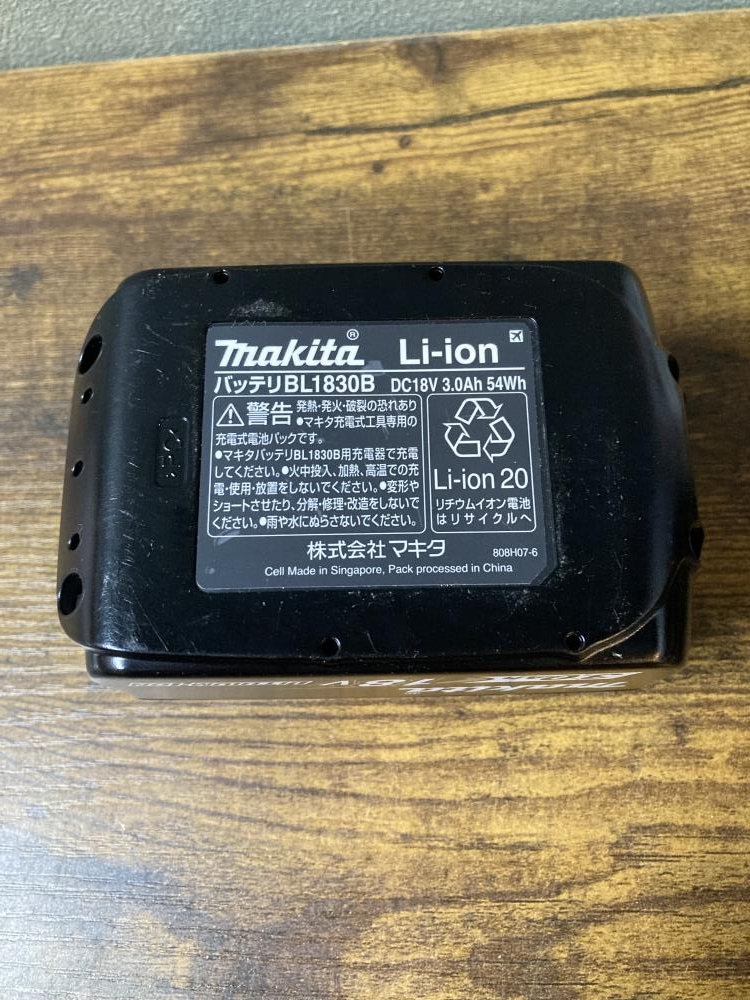 makita® Li-ion
バッテリBL1830B DC18V 3.0Ah 54Wh
警告 発熱・発火・破裂の恐れあり
●マキタ充電式工具専用の
充電式電池パックです。
●マキタバッテリBL1830B用充電器で充電
してください。●火中投入、加熱、高温での充
電・使用・放置をしないでください。●変形や
ショートさせたり、分解・修理・改造をしないで
ください。●雨や水にぬらさないでください。
Li-ion 20
リチウムイオン電池
はリサイクルへ
株式会社マキタ 808H07-6
Cell Made in Singapore, Pack processed in China
makita
18V